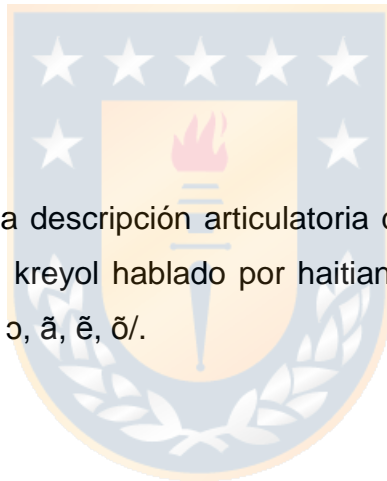 a descripción articulatoria
kreyol hablado por haitian
ɔ, ã, ẽ, õ/.